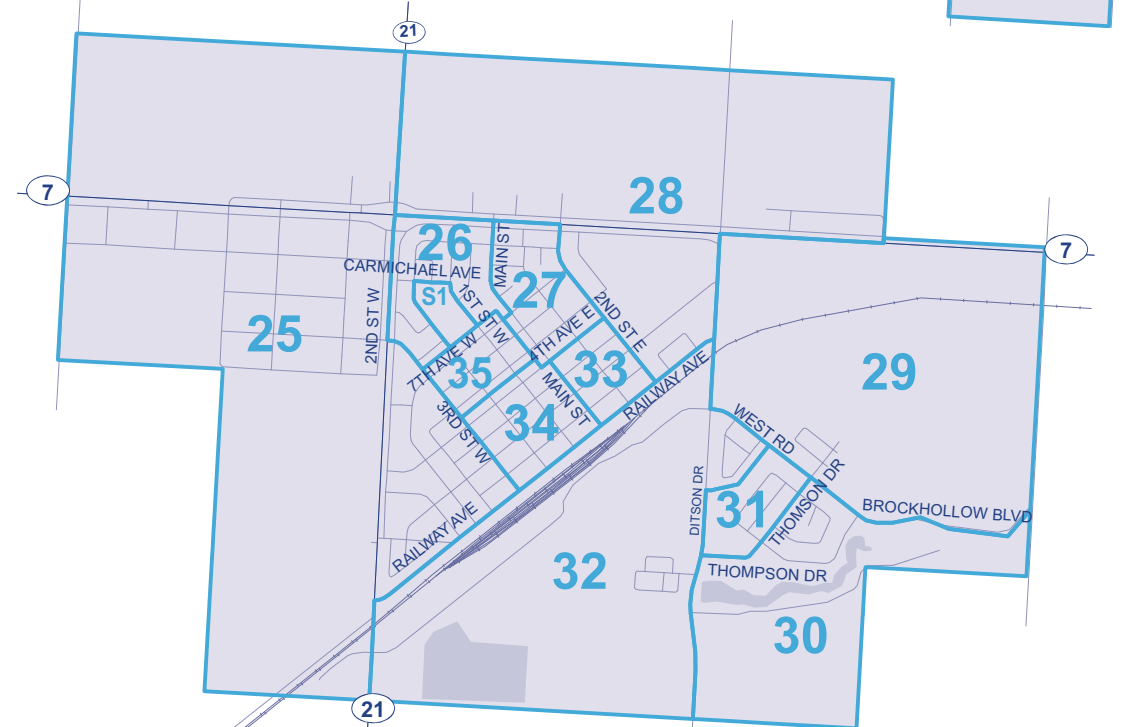 21
7
28
26
MAIN ST
7
CARMICHAEL AVE
S1
1ST ST W
27
2ND ST E
2ND ST W
25
4TH AVE E
7TH AVE W
35
33
29
MAIN ST
RAILWAY AVE
3RD ST W
34
WEST RD
DITSON DR
31
THOMSON DR
BROCKHOLLOW BLVD
RAILWAY AVE
32
THOMPSON DR
30
21